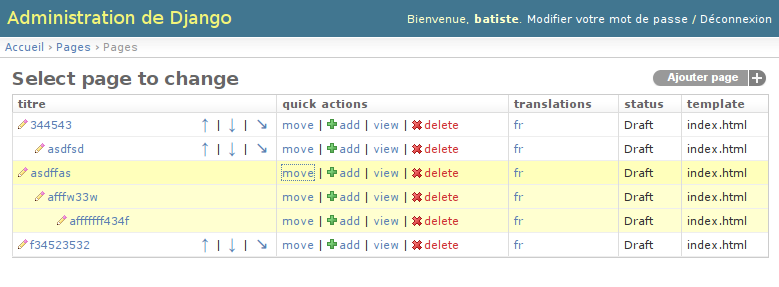 Administration de Django
Bienvenue, batiste. Modifier votre mot de passe / Déconnexion
Accueil › Pages › Pages
Select page to change
Ajouter page
titre quick actions translations status template
344543 ↑ | ↓ | ↘ move | add | view | delete fr Draft index.html
asdfsd ↑ | ↓ | ↘ move | add | view | delete fr Draft index.html
asdffas move | add | view | delete fr Draft index.html
afffw33w move | add | view | delete fr Draft index.html
afffffff434f move | add | view | delete fr Draft index.html
f34523532 ↑ | ↓ | ↘ move | add | view | delete fr Draft index.html